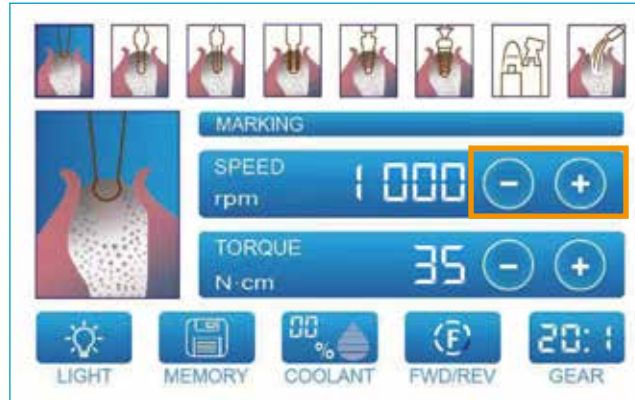 MARKING
SPEED
rpm
1000
-
+
TORQUE
N·cm
35
-
+
00
%
F
20:1
LIGHT
MEMORY
COOLANT
FWD/REV
GEAR